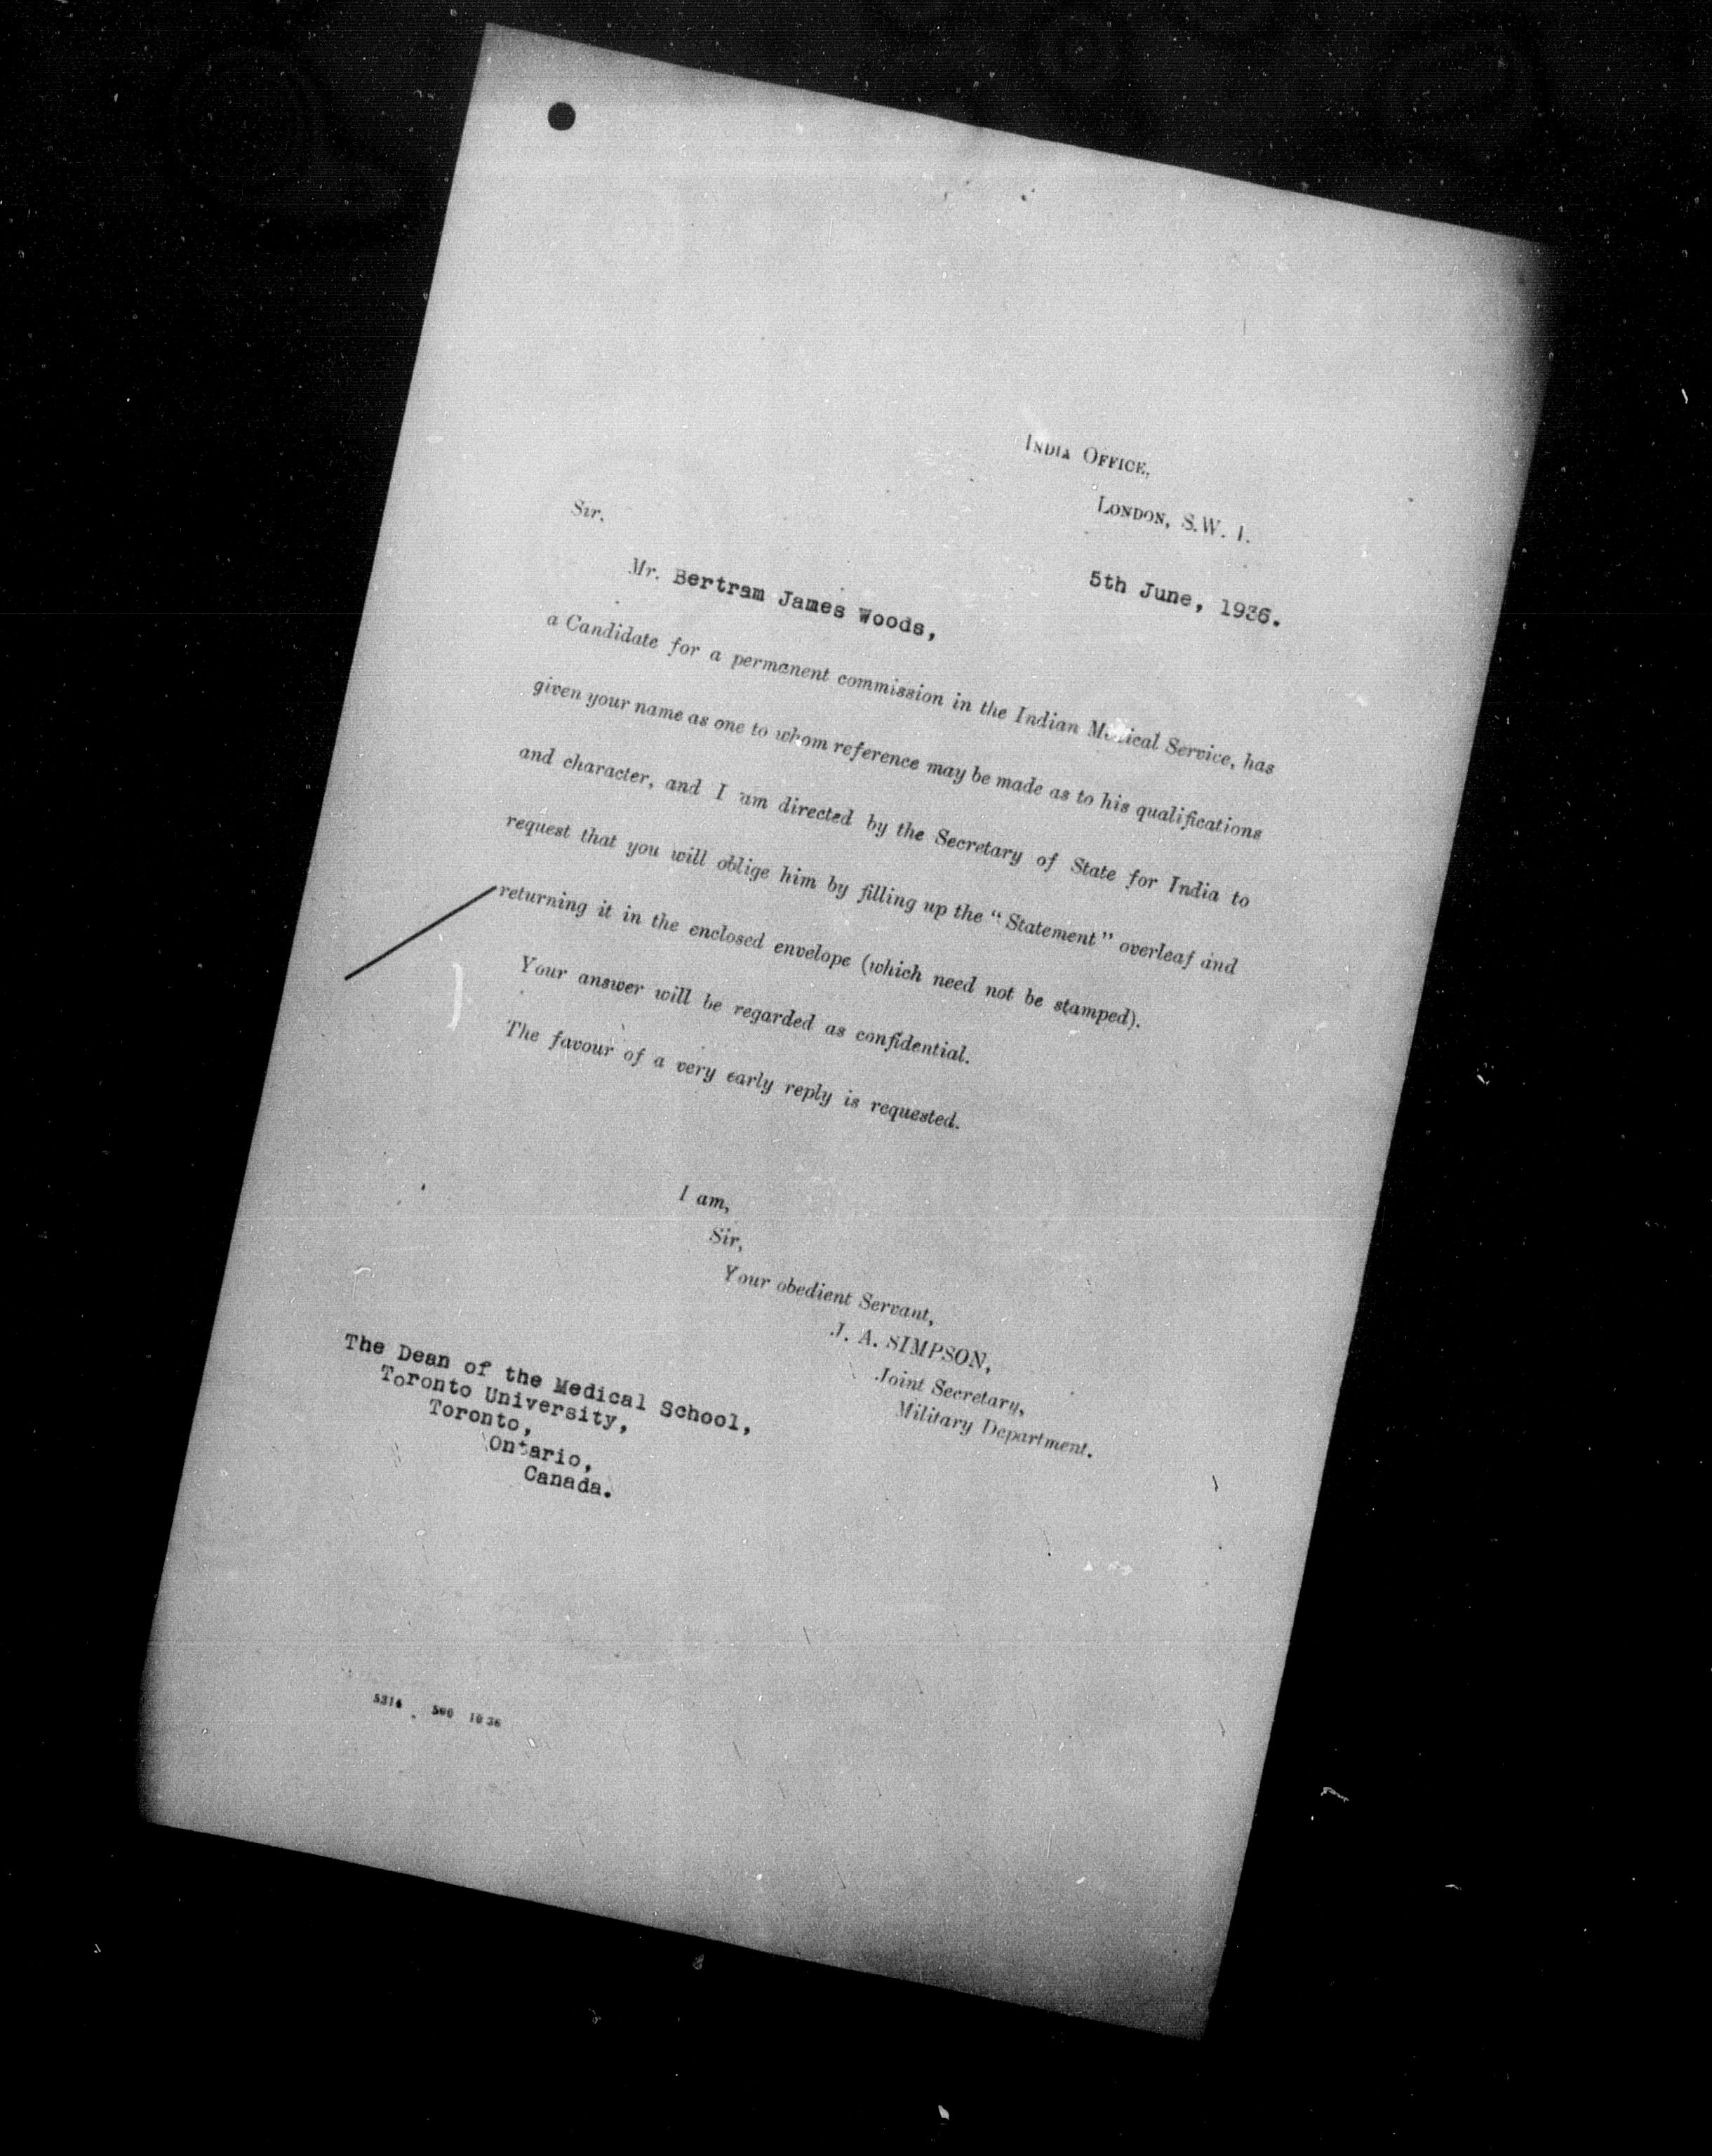 INDIA OFFICE,
LONDON, S.W. 1.
5th June, 1936.
Sir,
Mr. Bertram James Woods,
a Candidate for a permanent commission in the Indian Medical Service, has
given your name as one to whom reference may be made as to his qualifications
and character, and I am directed by the Secretary of State for India to
request that you will oblige him by filling up the “Statement” overleaf and
returning it in the enclosed envelope (which need not be stamped).
Your answer will be regarded as confidential.
The favour of a very early reply is requested.
I am,
Sir,
Your obedient Servant,
J. A. SIMPSON,
Joint Secretary,
Military Department.
The Dean of the Medical School,
Toronto University,
Toronto,
Ontario,
Canada.
5314 500 10 36